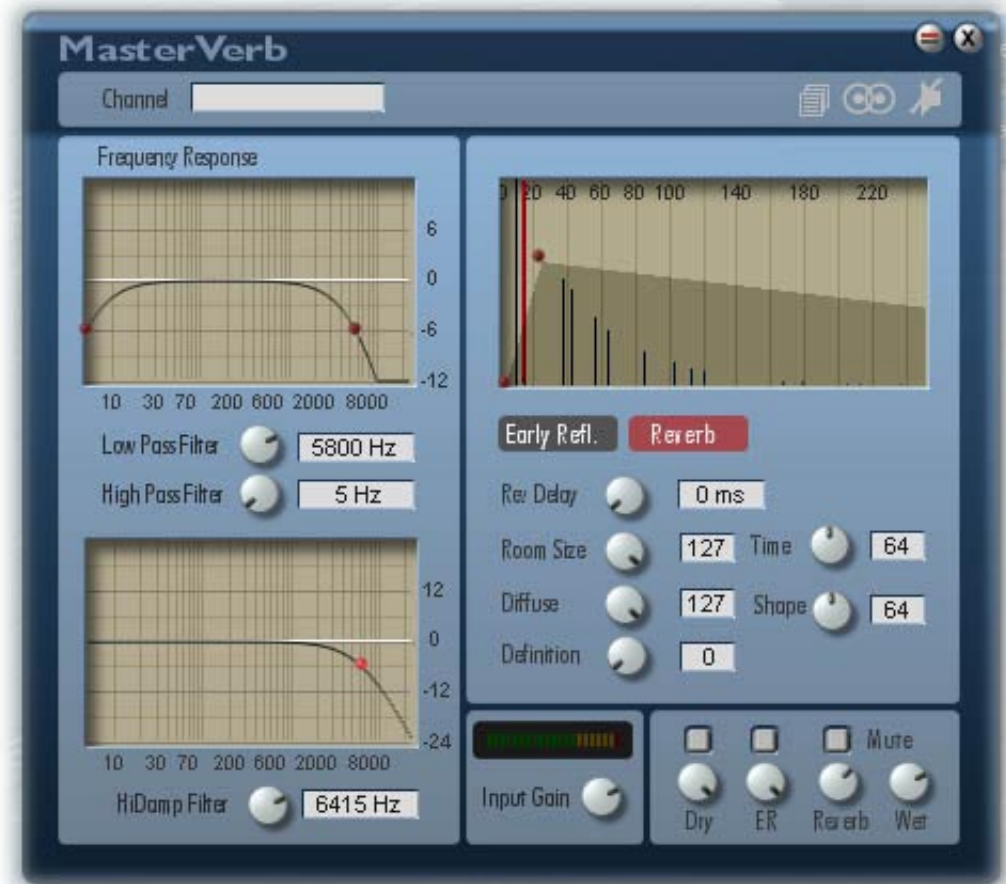 MasterVerb
Channel
Frequency Response
6
0
-6
-12
10 30 70 200 600 2000 8000
Low Pass Filter 5800 Hz
High Pass Filter 5 Hz
12
0
-12
-24
10 30 70 200 600 2000 8000
HiDamp Filter 6415 Hz
0 20 40 60 80 100 140 180 220
Early Refl. Reverb
Rev Delay 0 ms
Room Size 127 Time 64
Diffuse 127 Shape 64
Definition 0
Input Gain
Mute
Dry ER Reverb Wet